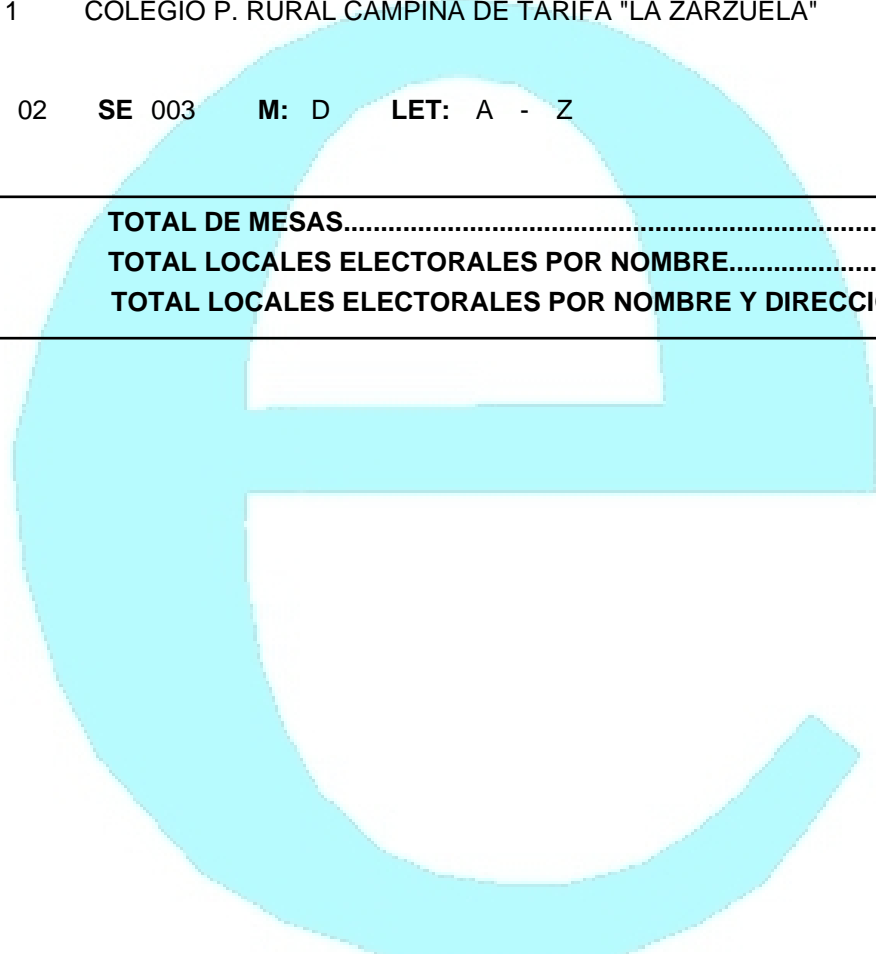 1 COLEGIO P. RURAL CAMPIÑA DE TARIFA "LA ZARZUELA"
02 SE 003 M: D LET: A - Z
TOTAL DE MESAS..........................................................................
TOTAL LOCALES ELECTORALES POR NOMBRE....................
TOTAL LOCALES ELECTORALES POR NOMBRE Y DIRECCI